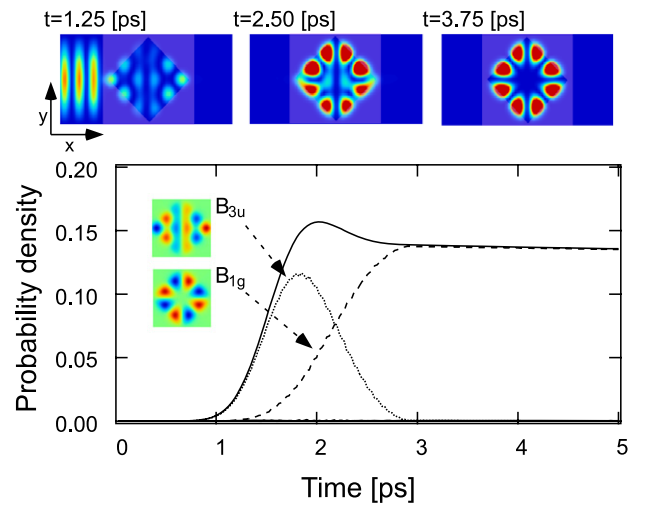 t=1.25 [ps] t=2.50 [ps] t=3.75 [ps]
y
x
0.20
0.15
0.10
0.05
0.00
Probability density
B3u
B1g
0 1 2 3 4 5
Time [ps]